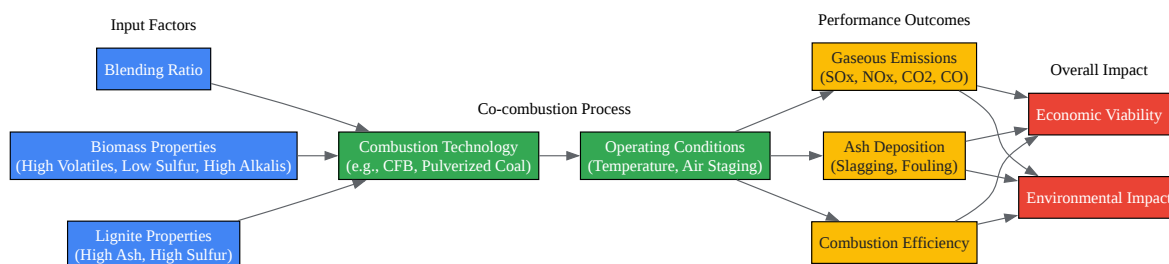 Input Factors
Blending Ratio
Biomass Properties
(High Volatiles, Low Sulfur, High Alkalis)
Lignite Properties
(High Ash, High Sulfur)
Co-combustion Process
Combustion Technology
(e.g., CFB, Pulverized Coal)
Operating Conditions
(Temperature, Air Staging)
Performance Outcomes
Gaseous Emissions
(SOx, NOx, CO2, CO)
Ash Deposition
(Slagging, Fouling)
Combustion Efficiency
Overall Impact
Economic Viability
Environmental Impact